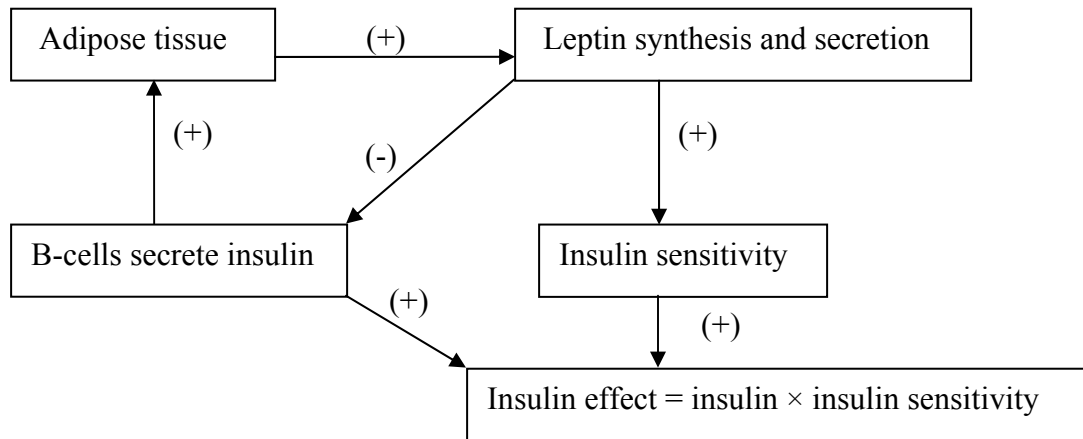 Adipose tissue
(+)
Leptin synthesis and secretion
(+)
(-)
(+)
B-cells secrete insulin
Insulin sensitivity
(+)
(+)
Insulin effect = insulin × insulin sensitivity